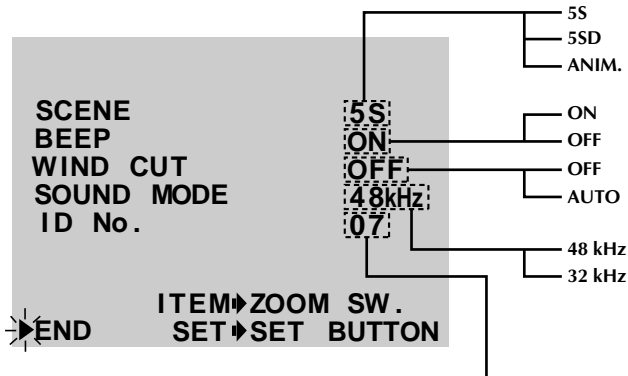 5S
5SD
ANIM.
SCENE 5S
BEEP ON
WIND CUT OFF
SOUND MODE 48kHz
ID No. 07
ON
OFF
OFF
AUTO
48 kHz
32 kHz
ITEM ZOOM SW.
END SET SET BUTTON